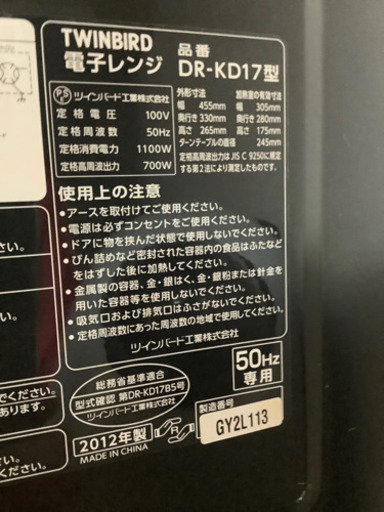 TWINBIRD
電子レンジ
品番
DR-KD17型
PS E
ツインバード工業株式会社
定格電圧 100V
定格周波数 50Hz
定格消費電力 1100W
定格高周波出力 700W
外形寸法
幅 455mm
奥行き 330mm
高さ 265mm
加熱室の有効寸法
幅 305mm
奥行き 280mm
高さ 175mm
ターンテーブルの直径 245mm
定格高周波出力はJIS C 9250に規定
する第2法により測定したものです。
使用上の注意
•アースを取付けてご使用ください。
•電源は必ずコンセントをご使用ください。
•ドアに物を挟んだ状態で使用しないでください。
•びん詰めなど密封された容器内の食品はふたなど
をはずした後に加熱してください。
•金属製の容器、金・銀はく、金・銀粉または針金を
用いた容器等を使用しないでください。
•吸気口および排気口はふさがないでください。
•定格周波数にあった周波数の地域でご使用ください。
ツインバード工業株式会社
50Hz
専用
総務省基準適合
型式確認 第DR-KD17B5号
ツインバード工業株式会社
2012年製
MADE IN CHINA
R
製造番号
GY2L113
い。
さい。
でください。
あります。
ください。
い。